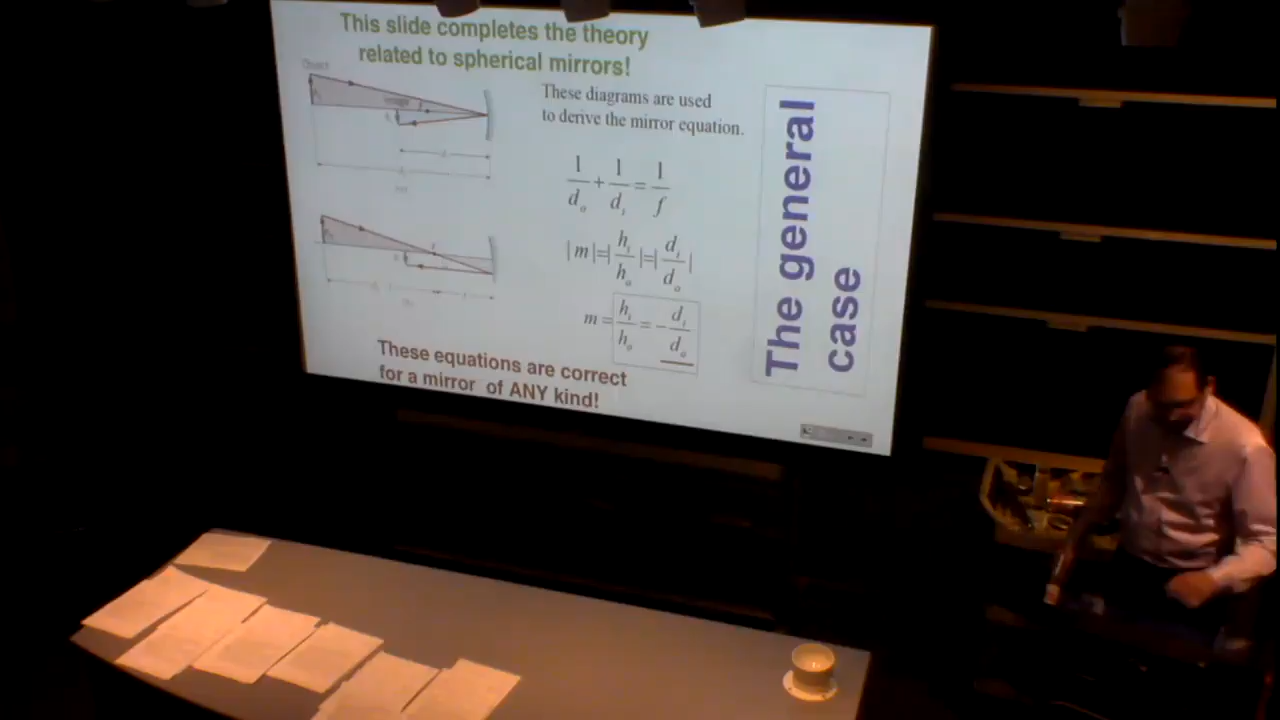 This slide completes the theory
related to spherical mirrors!
Object
These diagrams are used
to derive the mirror equation.
1/d_o + 1/d_i = 1/f
|m|=|h_i/h_o|=|d_i/d_o|
m = h_i/h_o = -d_i/d_o
The general
case
These equations are correct
for a mirror of ANY kind!